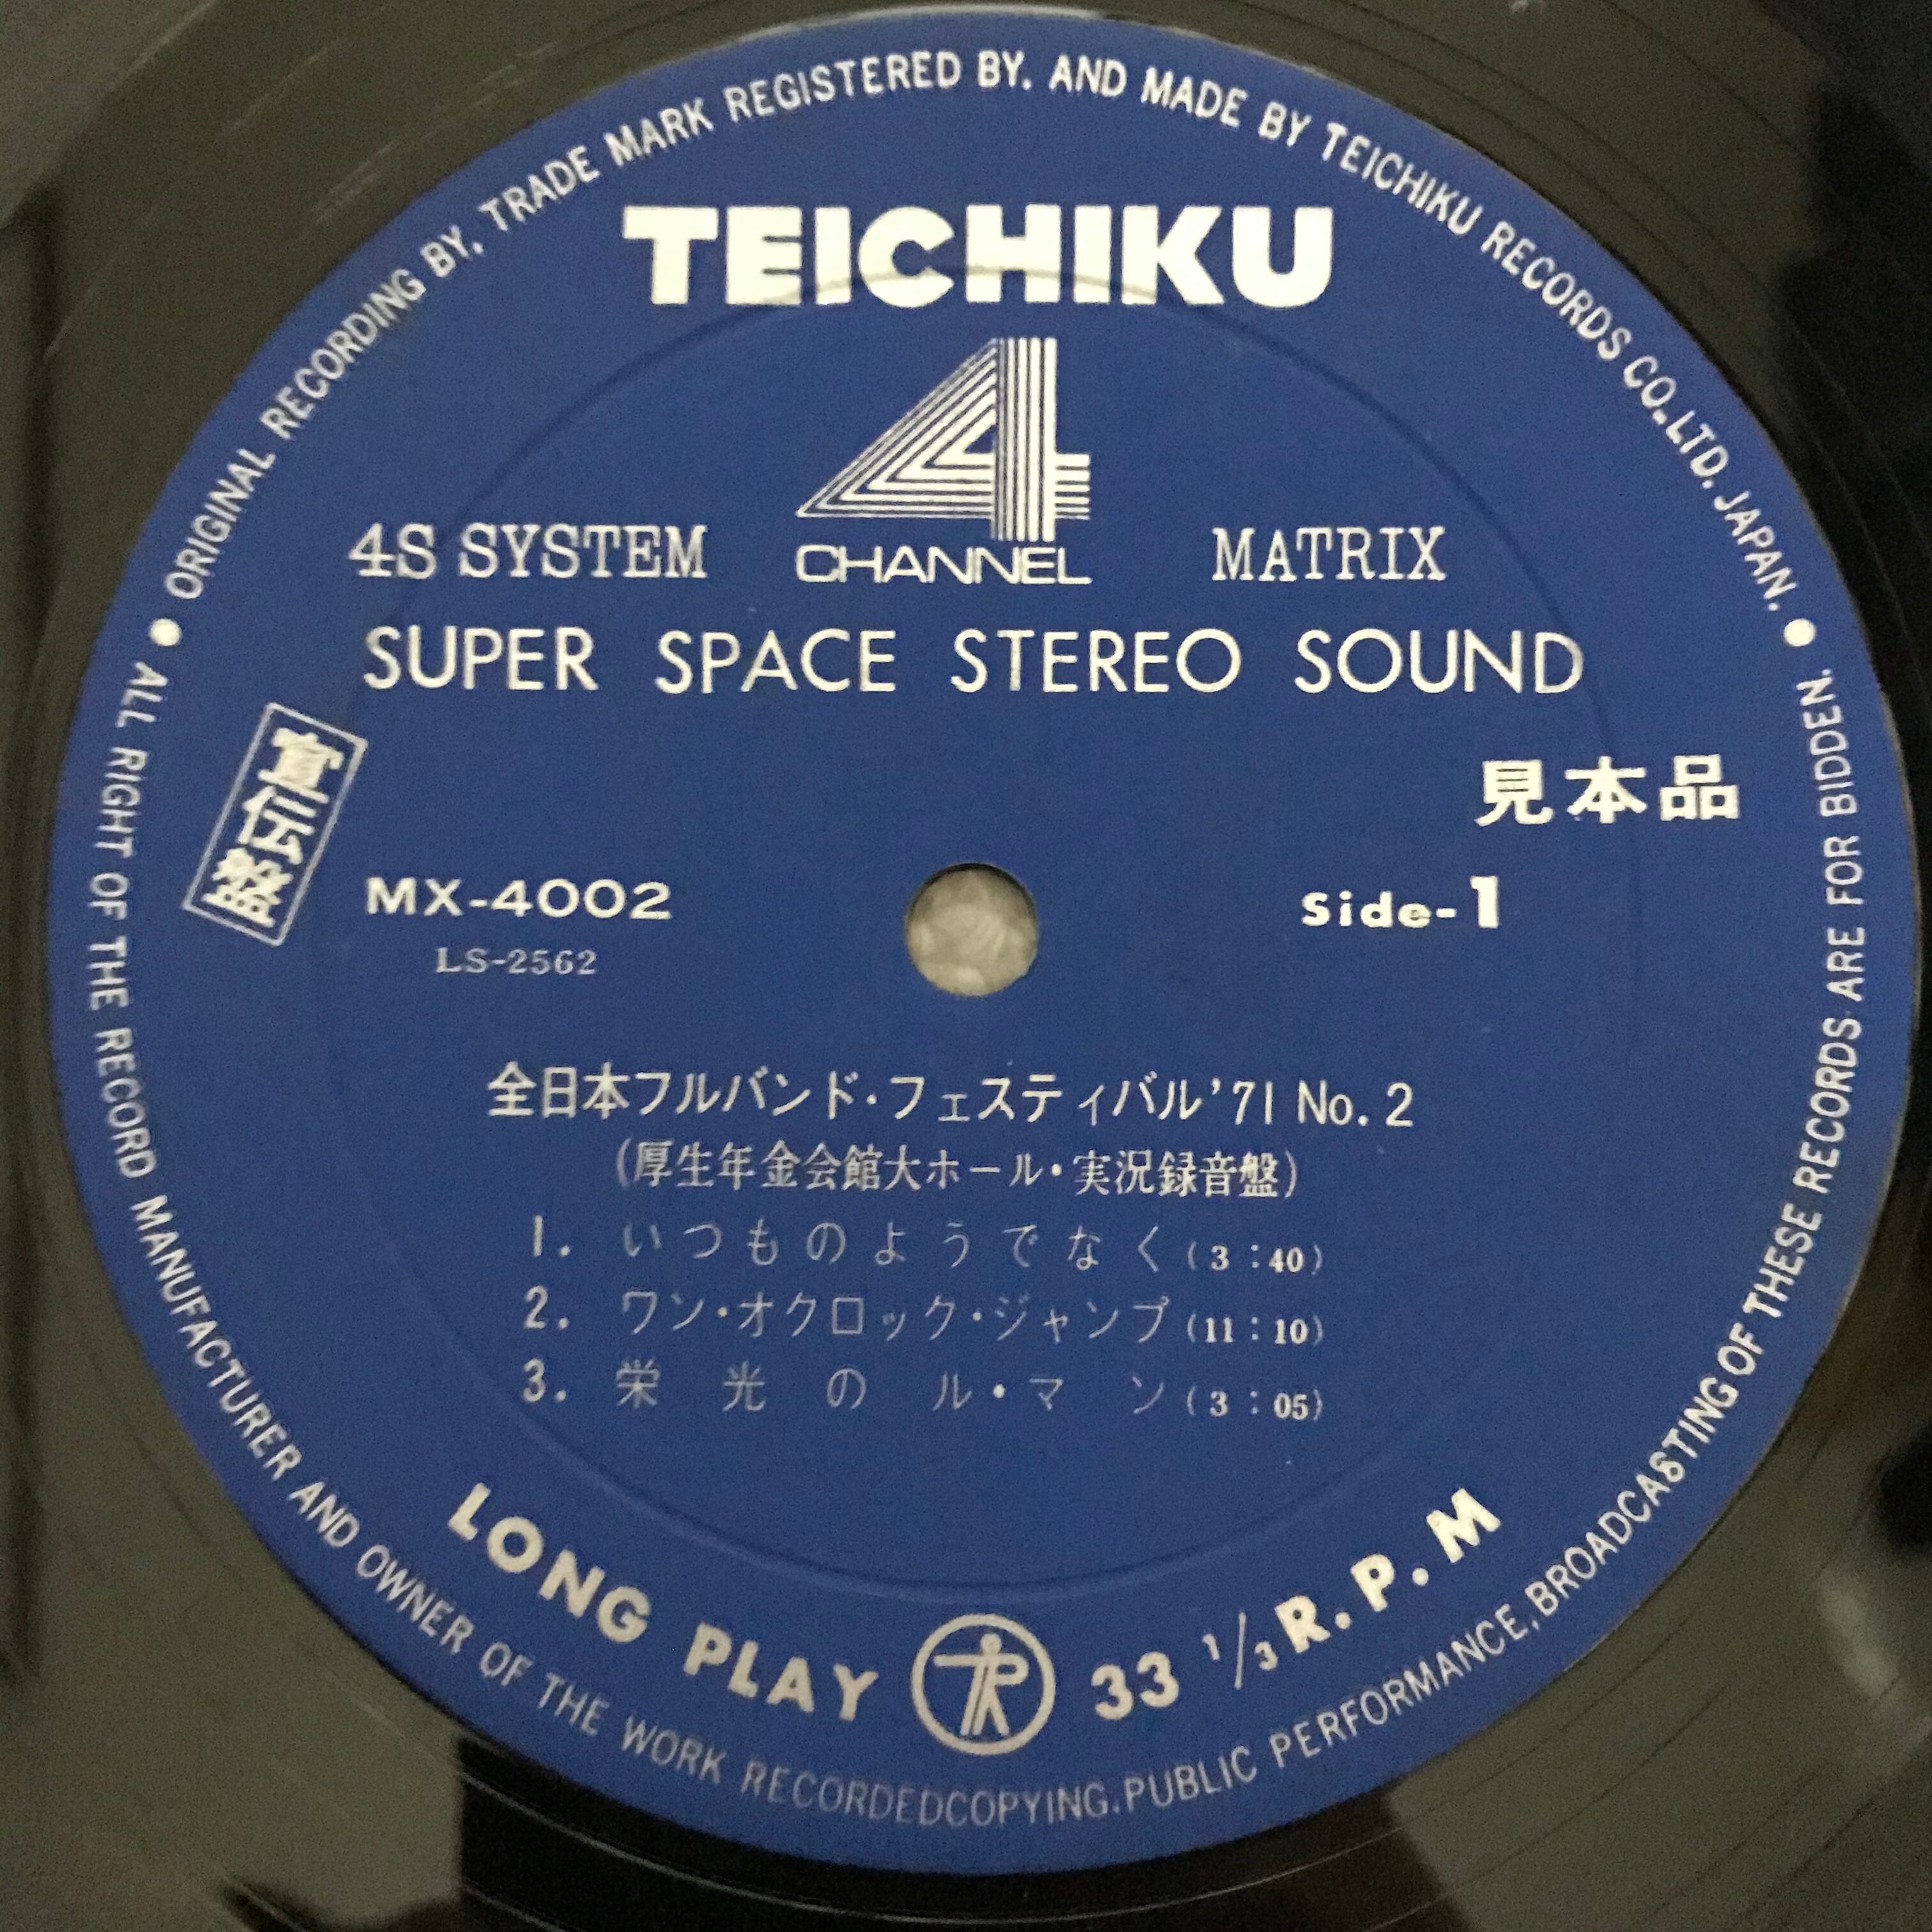 ORIGINAL RECORDING BY, TRADE MARK REGISTERED BY. AND MADE BY TEICHIKU RECORDS CO.,LTD. JAPAN.
TEICHIKU
4
4S SYSTEM CHANNEL MATRIX
SUPER SPACE STEREO SOUND
宣伝盤
見本品
MX-4002
Side-1
LS-2562
全日本フルバンド・フェスティバル'71 No.2
(厚生年金会館大ホール・実況録音盤)
1. いつものようでなく(3:40)
2. ワン・オクロック・ジャンプ(11:10)
3. 栄光のル・マン(3:05)
LONG PLAY TR 33 1/3 R.P.M
ALL RIGHT OF THE RECORD MANUFACTURER AND OWNER OF THE WORK RECORDEDCOPYING.PUBLIC PERFORMANCE,BROADCASTING OF THESE RECORDS ARE FOR BIDDEN.